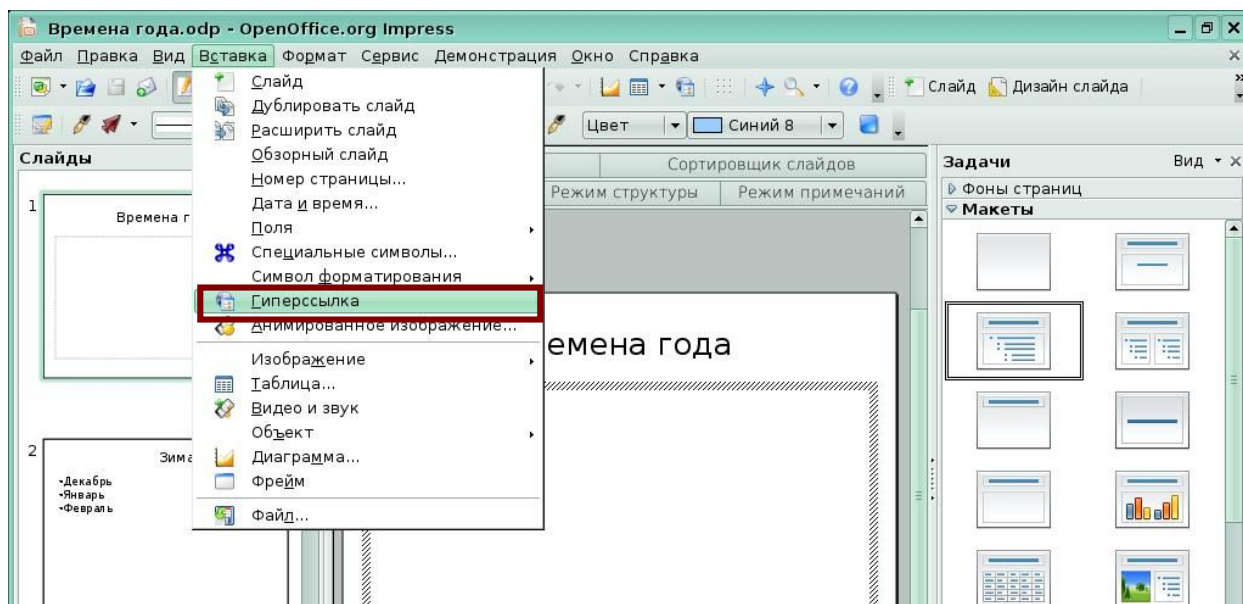 Времена года.odp - OpenOffice.org Impress
Файл Правка Вид Вставка Формат Сервис Демонстрация Окно Справка
Слайд Дизайн слайда
Цвет Синий 8
Слайды
Слайд
Дублировать слайд
Расширить слайд
Обзорный слайд
Номер страницы...
Дата и время...
Поля
Специальные символы...
Символ форматирования
Гиперссылка
Анимированное изображение...
Изображение
Таблица...
Видео и звук
Объект
Диаграмма...
Фрейм
Файл...
1
Времена г
2
Зима
Декабрь
Январь
Февраль
Сортировщик слайдов
Режим структуры Режим примечаний
емена года
Задачи Вид
Фоны страниц
Макеты